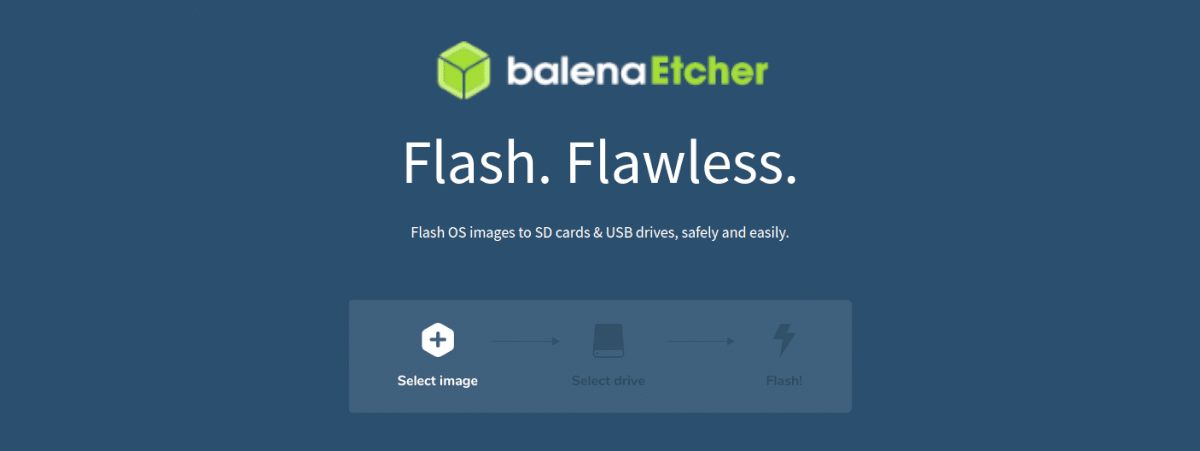 balenaEtcher
Flash. Flawless.
Flash OS images to SD cards & USB drives, safely and easily.
Select image
Select drive
Flash!